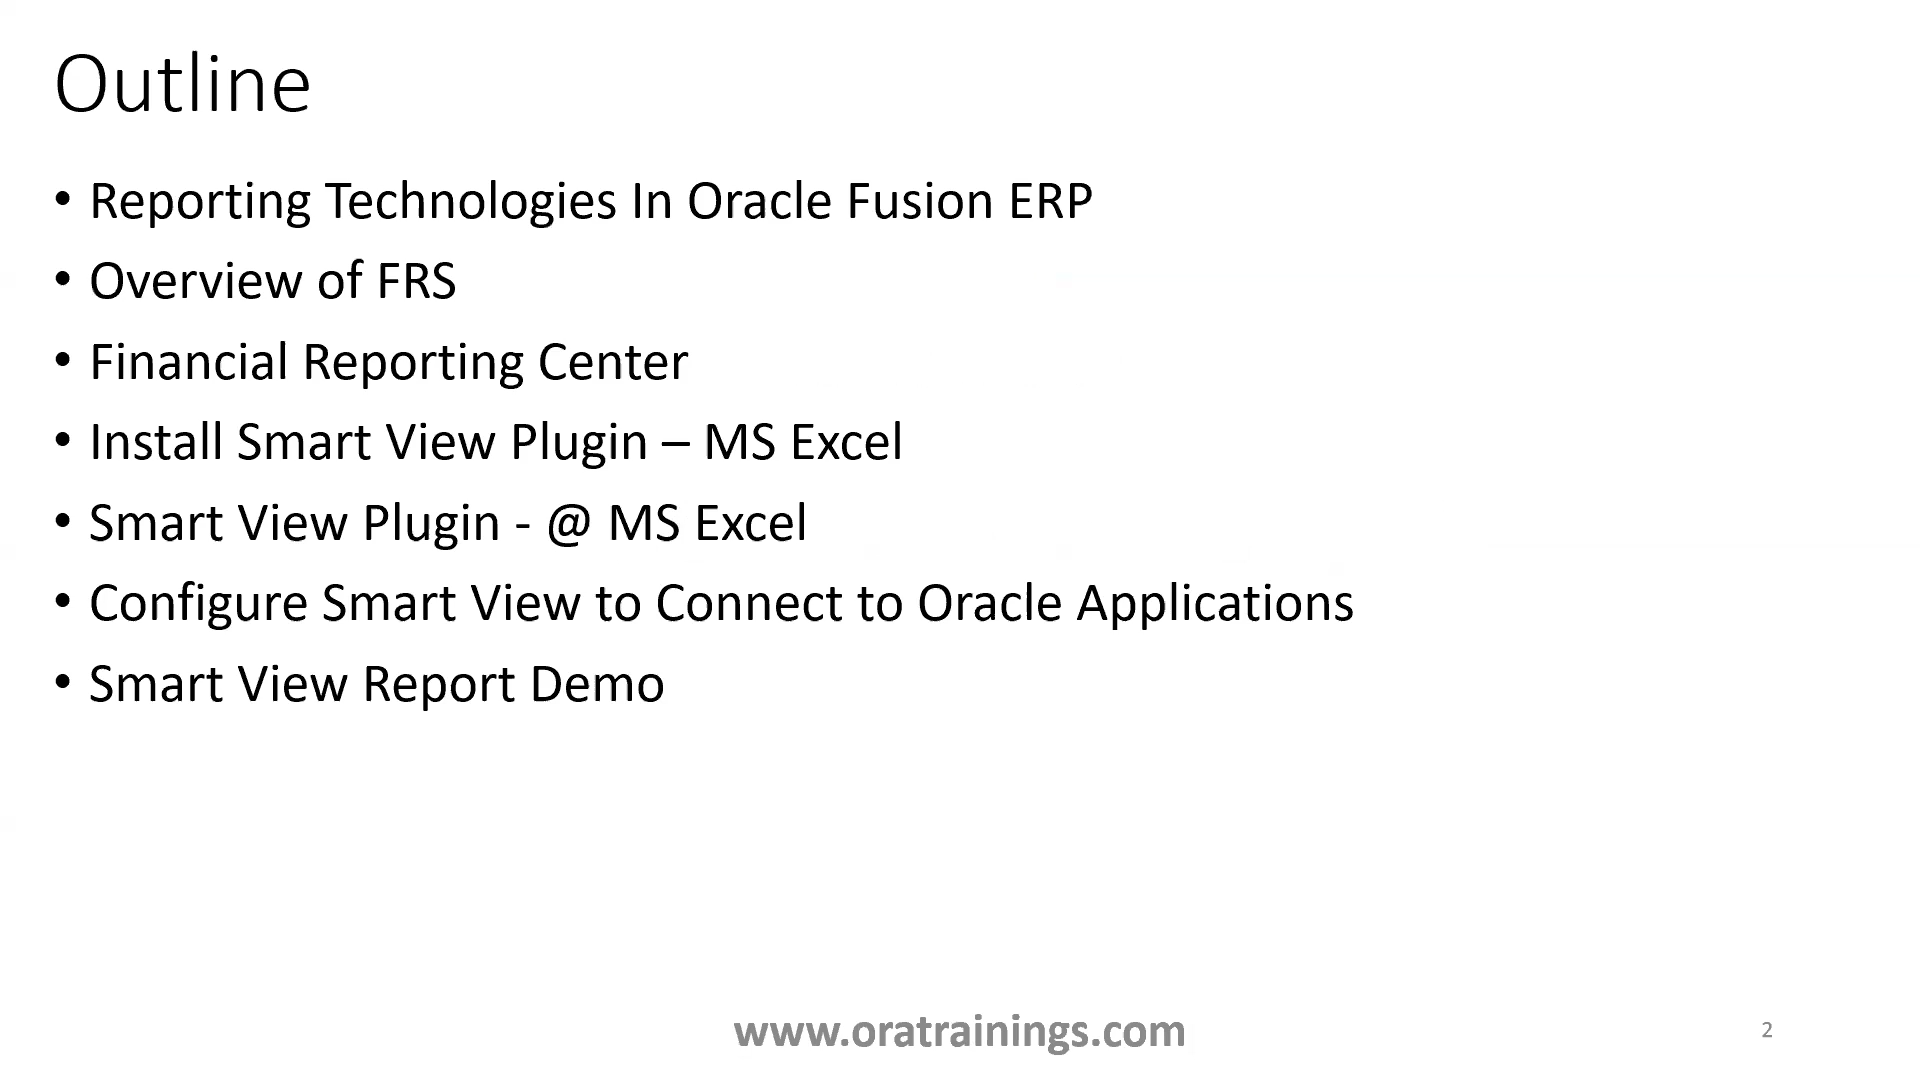 Outline
• Reporting Technologies In Oracle Fusion ERP
• Overview of FRS
• Financial Reporting Center
• Install Smart View Plugin – MS Excel
• Smart View Plugin - @ MS Excel
• Configure Smart View to Connect to Oracle Applications
• Smart View Report Demo
www.oratrainings.com
2